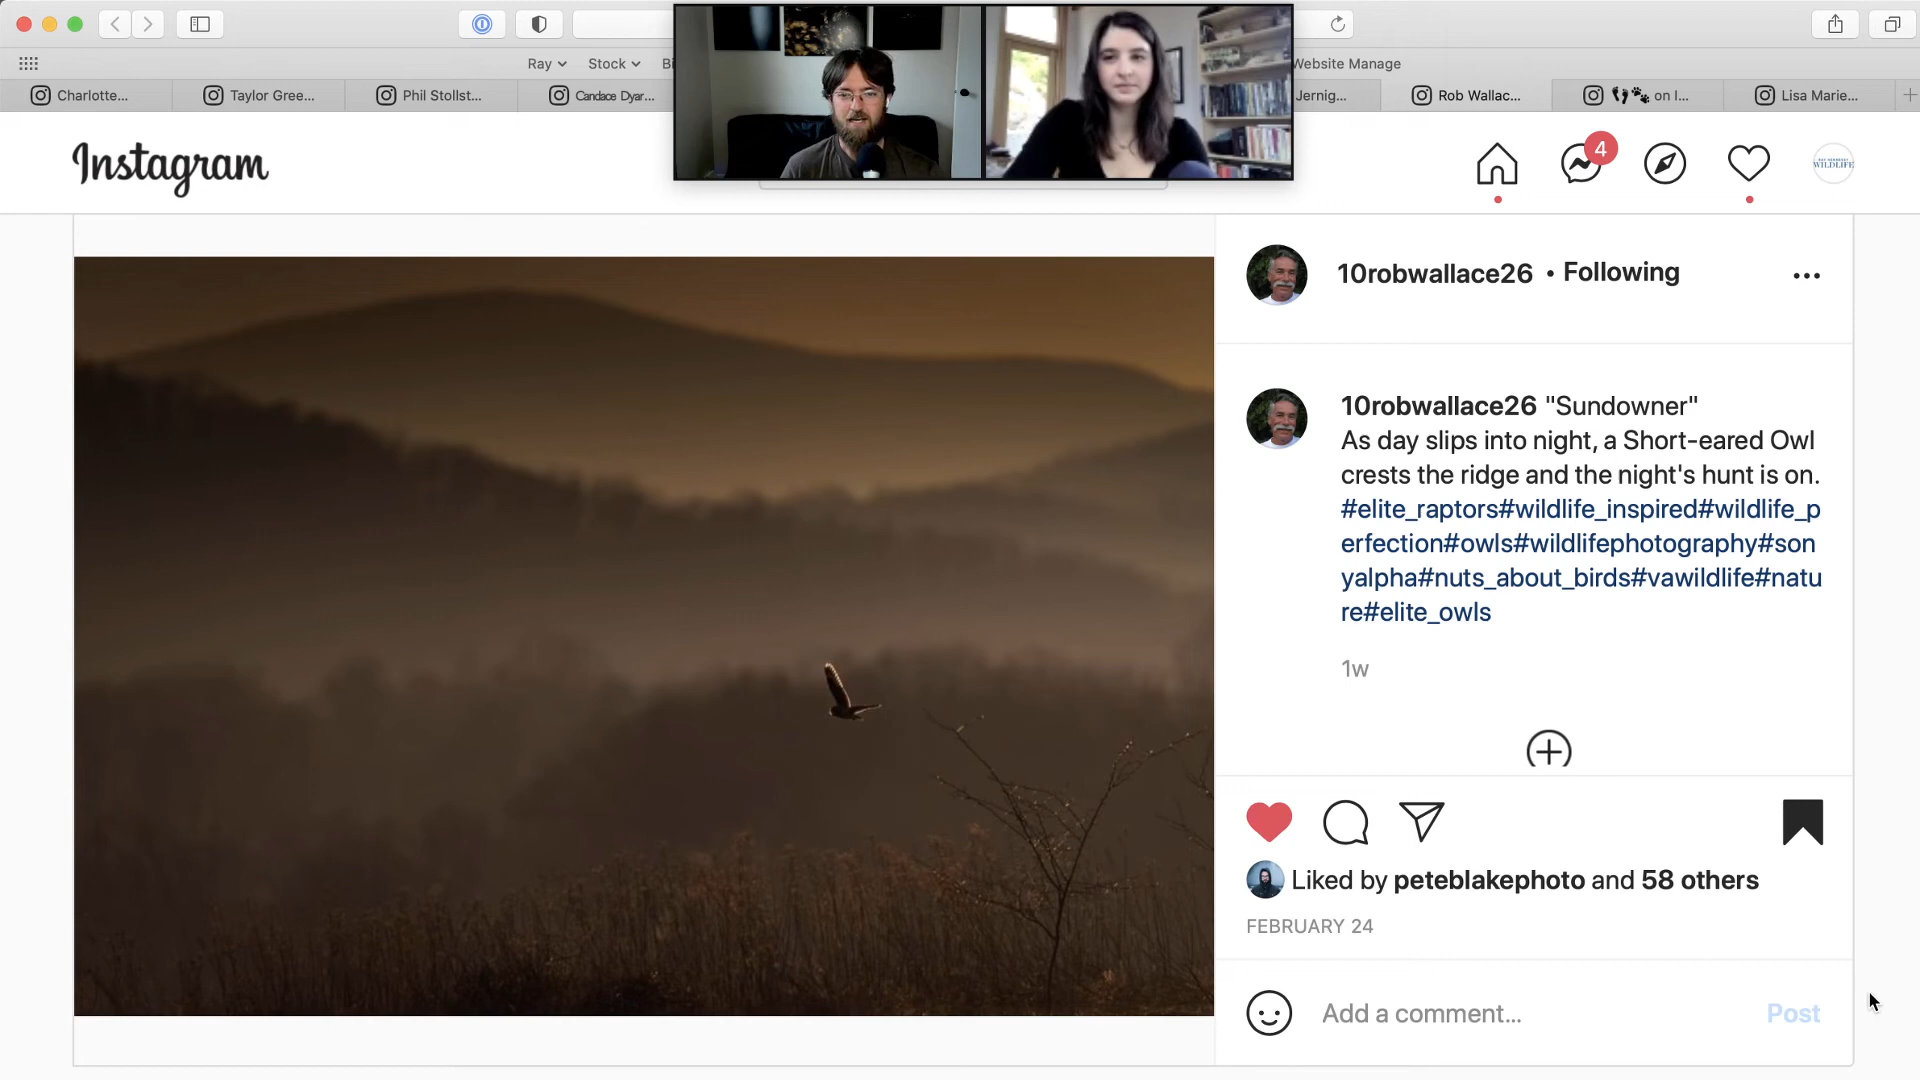 Ray
Stock
Website Manage
Charlotte...
Taylor Gree...
Phil Stollst...
Candace Dyar...
Jernig...
Rob Wallac...
on I...
Lisa Marie...
Instagram
4
WILDLIFE
10robwallace26 • Following
10robwallace26 "Sundowner"
As day slips into night, a Short-eared Owl
crests the ridge and the night's hunt is on.
#elite_raptors#wildlife_inspired#wildlife_p
erfection#owls#wildlifephotography#son
yalpha#nuts_about_birds#vawildlife#natu
re#elite_owls
1w
Liked by peteblakephoto and 58 others
FEBRUARY 24
Add a comment...
Post